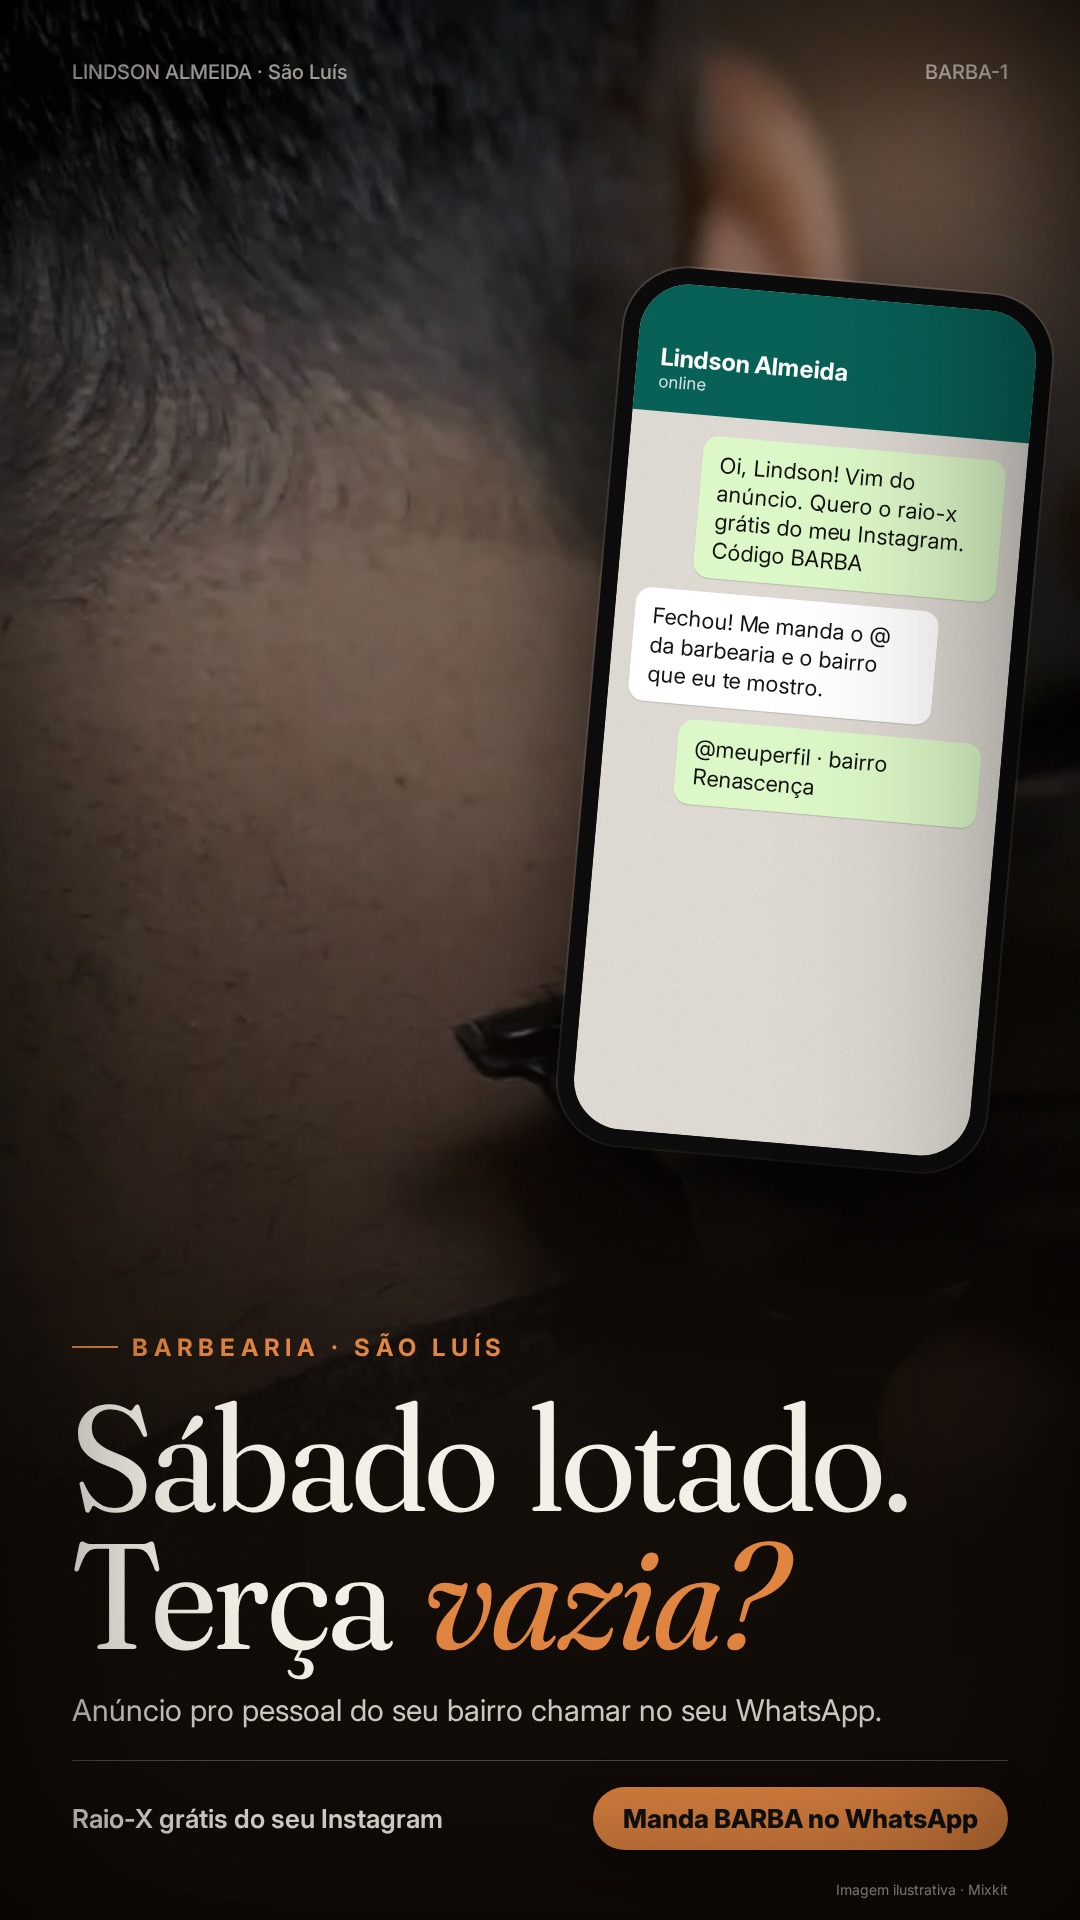 LINDSON ALMEIDA · São Luís
BARBA-1
Lindson Almeida
online
Oi, Lindson! Vim do
anúncio. Quero o raio-x
grátis do meu Instagram.
Código BARBA
Fechou! Me manda o @
da barbearia e o bairro
que eu te mostro.
@meuperfil · bairro
Renascença
BARBEARIA · SÃO LUÍS
Sábado lotado.
Terça vazia?
Anúncio pro pessoal do seu bairro chamar no seu WhatsApp.
Raio-X grátis do seu Instagram
Manda BARBA no WhatsApp
Imagem ilustrativa · Mixkit